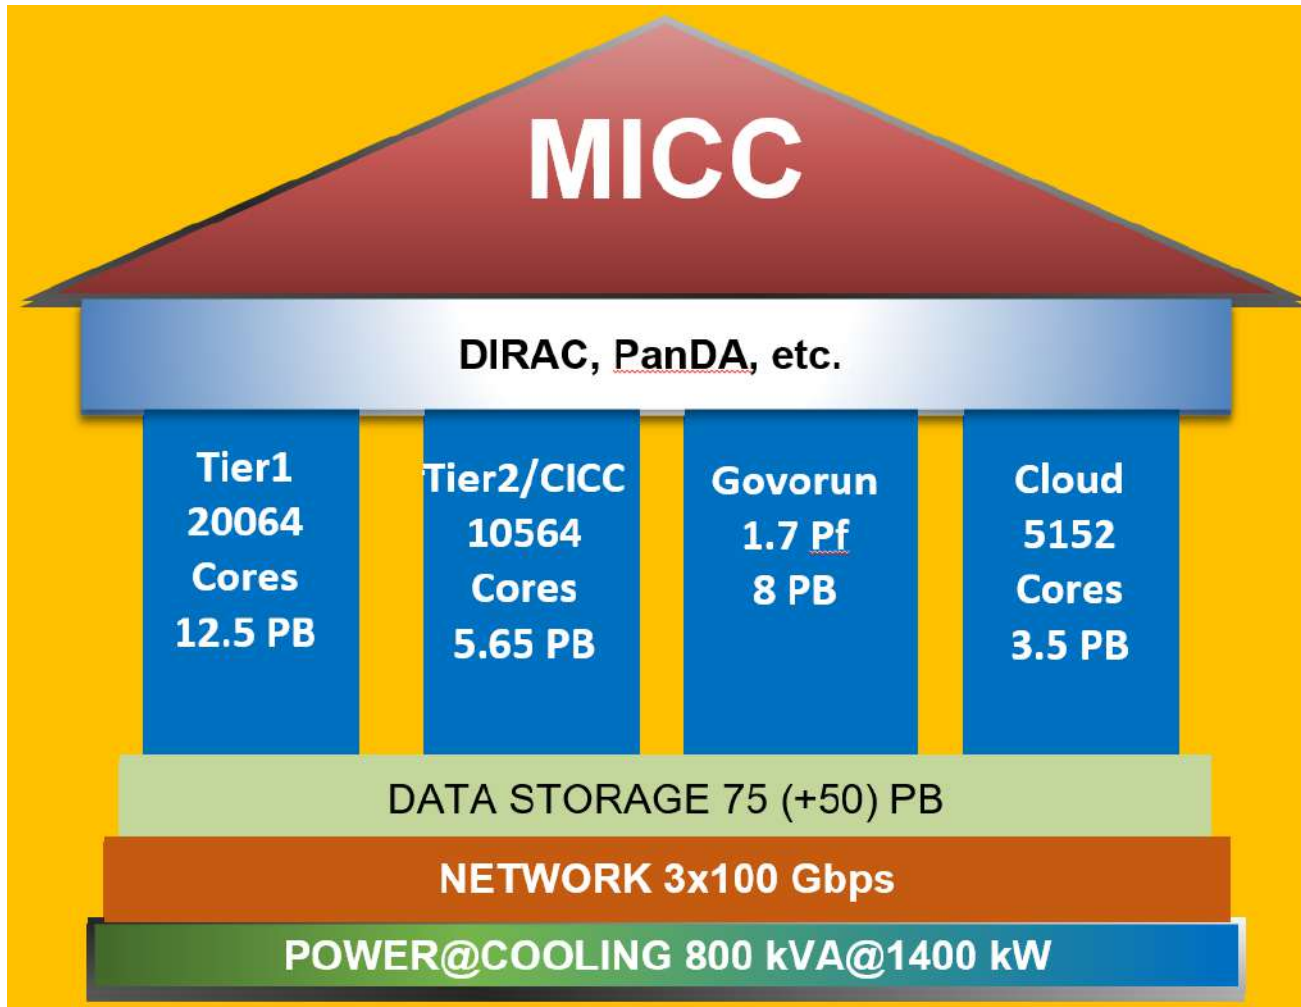 MICC
DIRAC, PanDA, etc.
Tier1
20064
Cores
12.5 PB
Tier2/CICC
10564
Cores
5.65 PB
Govorun
1.7 Pf
8 PB
Cloud
5152
Cores
3.5 PB
DATA STORAGE 75 (+50) PB
NETWORK 3x100 Gbps
POWER@COOLING 800 kVA@1400 kW